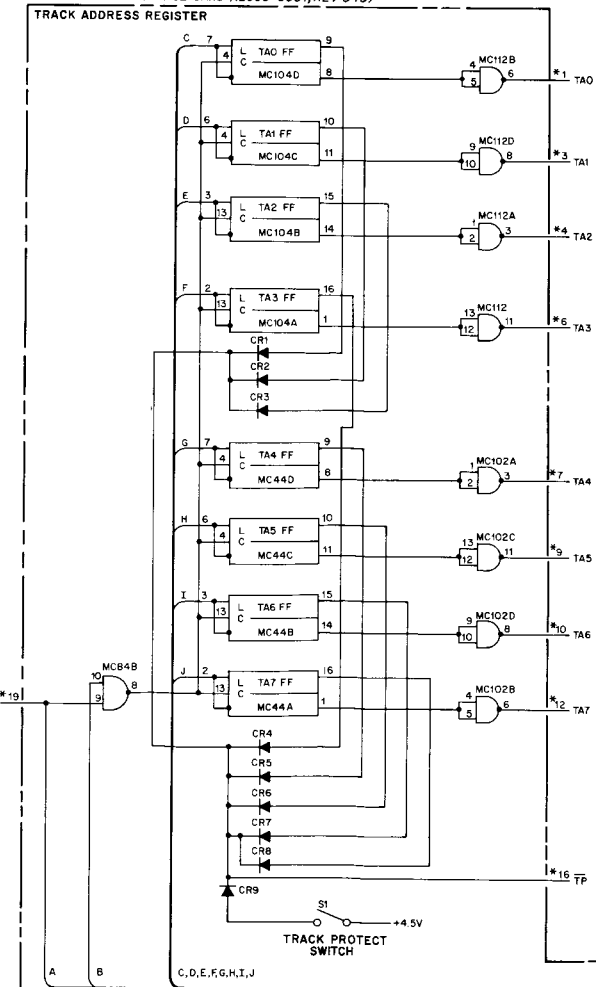 TRACK ADDRESS REGISTER
C 7 4 L C TA0 FF MC104D 9 8 4 5 MC112B 6 *1 TA0
D 6 4 L C TA1 FF MC104C 10 11 9 10 MC112D 8 *3 TA1
E 3 13 L C TA2 FF MC104B 15 14 1 2 MC112A 3 *4 TA2
F 2 13 L C TA3 FF MC104A 16 1 13 12 MC112 11 *6 TA3
CR1
CR2
CR3
G 7 4 L C TA4 FF MC44D 9 8 1 2 MC102A 3 *7 TA4
H 6 4 L C TA5 FF MC44C 10 11 13 12 MC102C 11 *9 TA5
I 3 13 L C TA6 FF MC44B 15 14 9 10 MC102D 8 *10 TA6
J 2 13 L C TA7 FF MC44A 16 1 4 5 MC102B 6 *12 TA7
*19 10 9 MC84B 8
CR4
CR5
CR6
CR7
CR8
*16 TP
CR9
S1
+4.5V
TRACK PROTECT
SWITCH
A B C,D,E,F,G,H,I,J